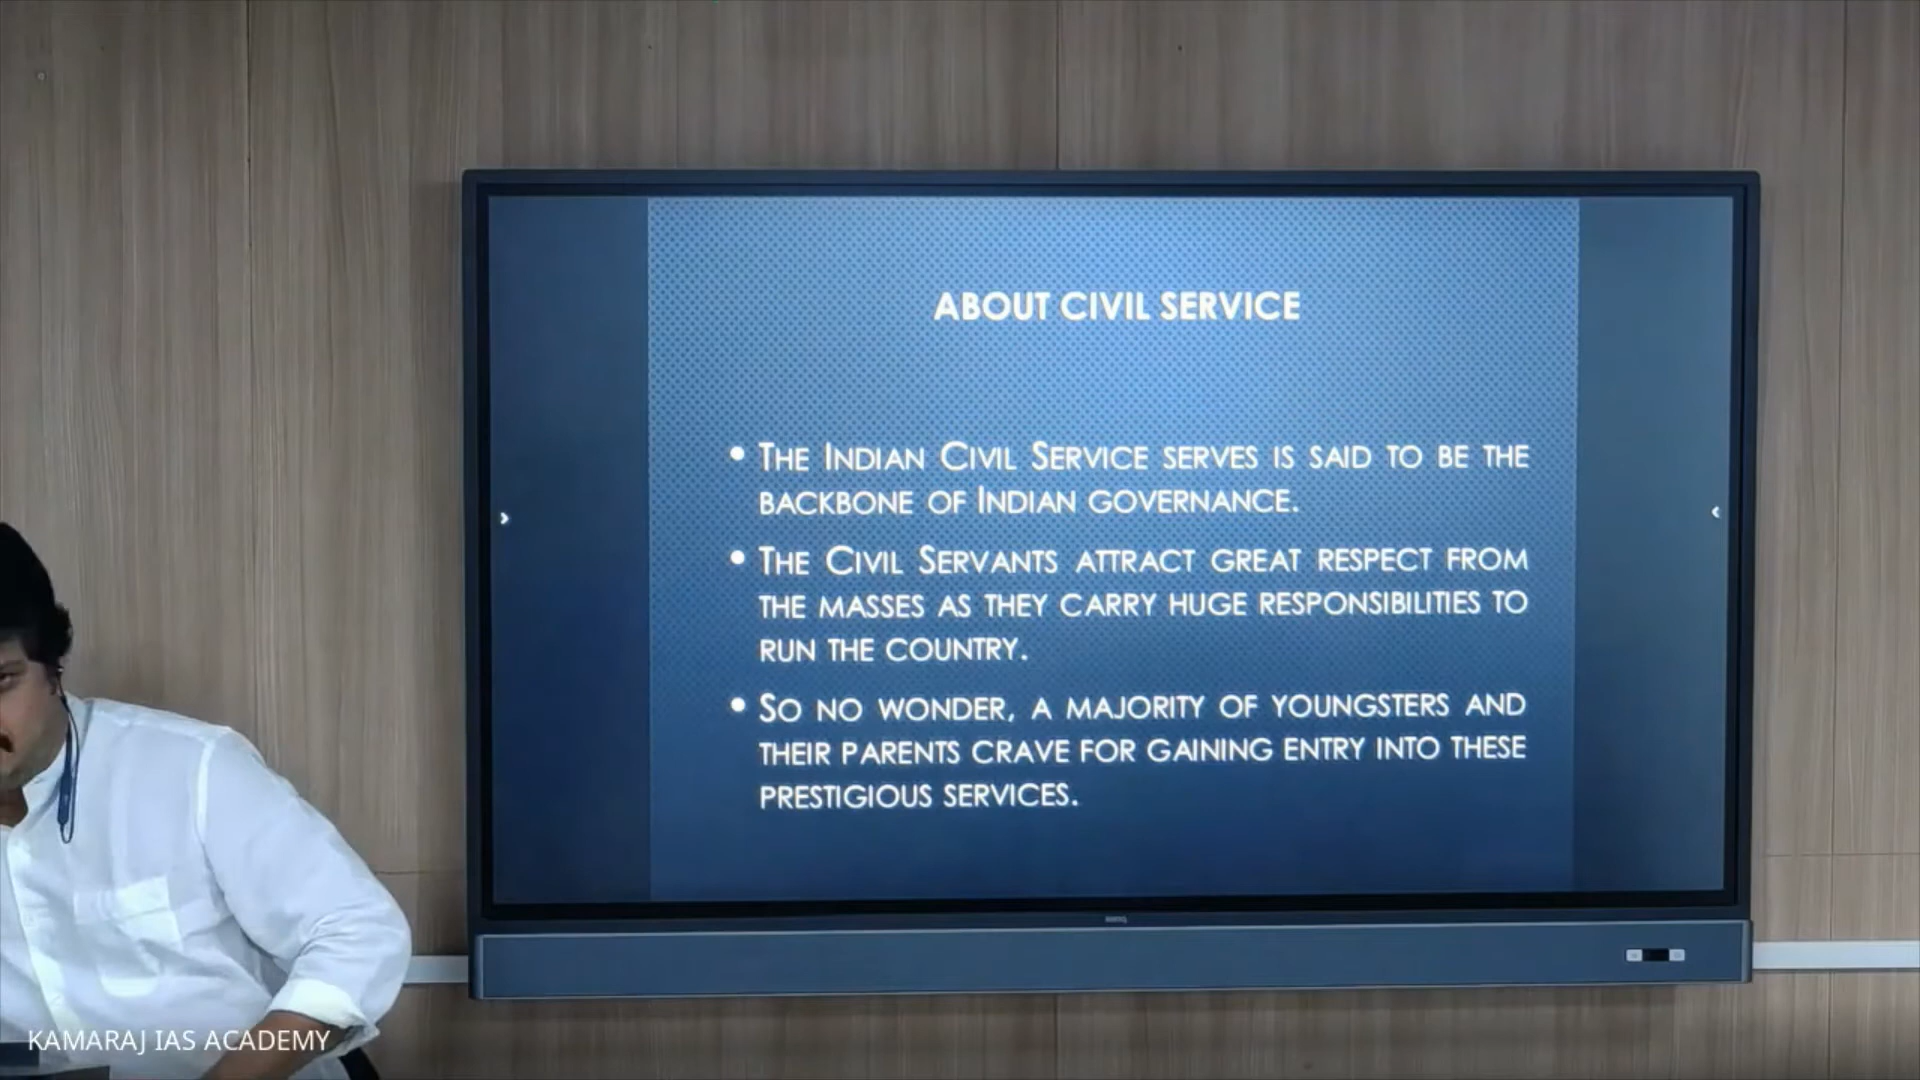 ABOUT CIVIL SERVICE
• THE INDIAN CIVIL SERVICE SERVES IS SAID TO BE THE
BACKBONE OF INDIAN GOVERNANCE.
• THE CIVIL SERVANTS ATTRACT GREAT RESPECT FROM
THE MASSES AS THEY CARRY HUGE RESPONSIBILITIES TO
RUN THE COUNTRY.
• SO NO WONDER, A MAJORITY OF YOUNGSTERS AND
THEIR PARENTS CRAVE FOR GAINING ENTRY INTO THESE
PRESTIGIOUS SERVICES.
BENQ
KAMARAJ IAS ACADEMY